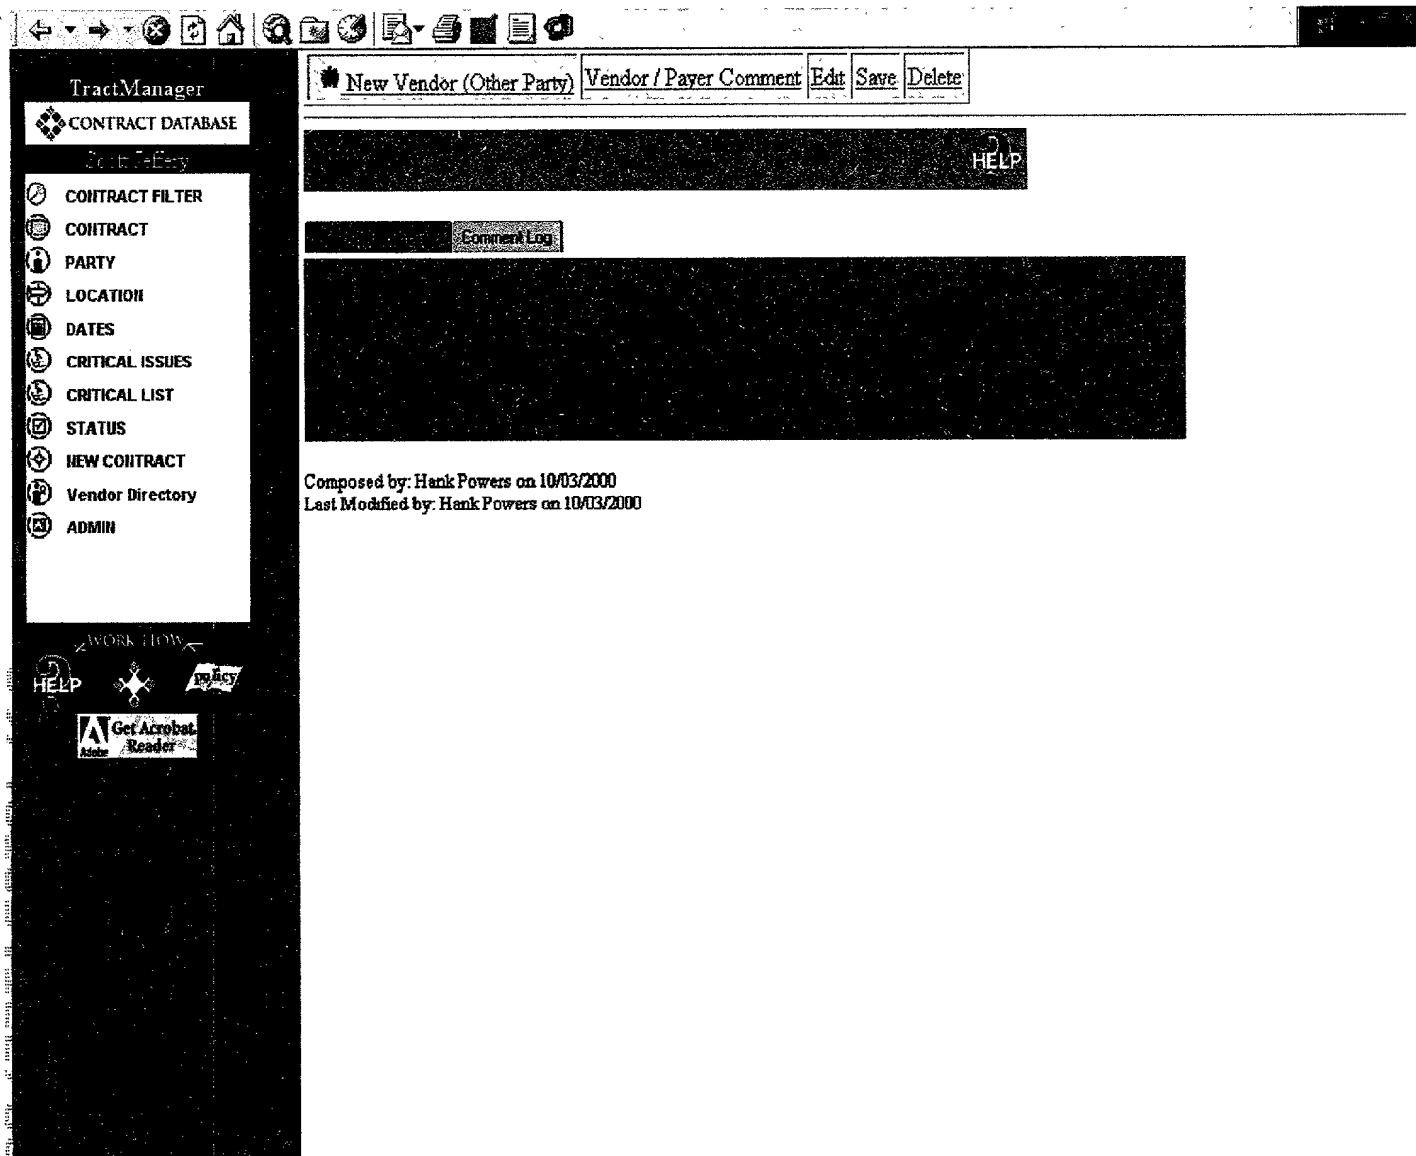 New Vendor (Other Party) Vendor / Payer Comment Edit Save Delete
TractManager
CONTRACT DATABASE
HELP
CONTRACT FILTER
CONTRACT
PARTY
LOCATION
DATES
CRITICAL ISSUES
CRITICAL LIST
STATUS
NEW CONTRACT
Vendor Directory
ADMIN
Comment Log
Composed by: Hank Powers on 10/03/2000
Last Modified by: Hank Powers on 10/03/2000
WORK FLOW
HELP
policy
Get Acrobat
Reader
Adobe